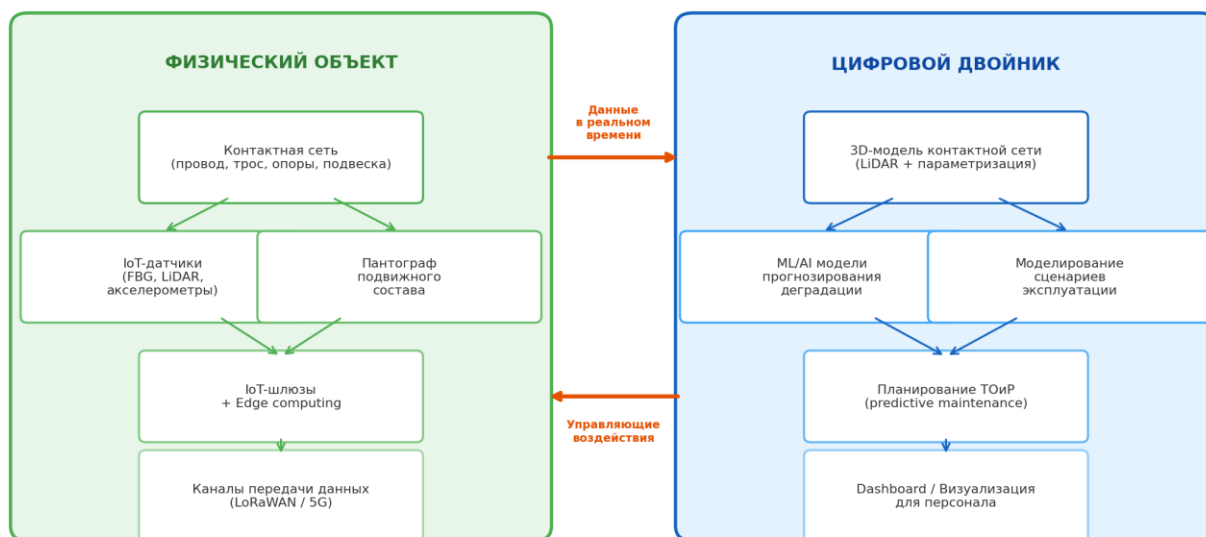 ФИЗИЧЕСКИЙ ОБЪЕКТ
Контактная сеть
(провод, трос, опоры, подвеска)
IoT-датчики
(FBG, LiDAR,
акселерометры)
Пантограф
подвижного
состава
IoT-шлюзы
+ Edge computing
Каналы передачи данных
(LoRaWAN / 5G)
Данные
в реальном
времени
Управляющие
воздействия
ЦИФРОВОЙ ДВОЙНИК
3D-модель контактной сети
(LiDAR + параметризация)
ML/AI модели
прогнозирования
деградации
Моделирование
сценариев
эксплуатации
Планирование ТОиР
(predictive maintenance)
Dashboard / Визуализация
для персонала